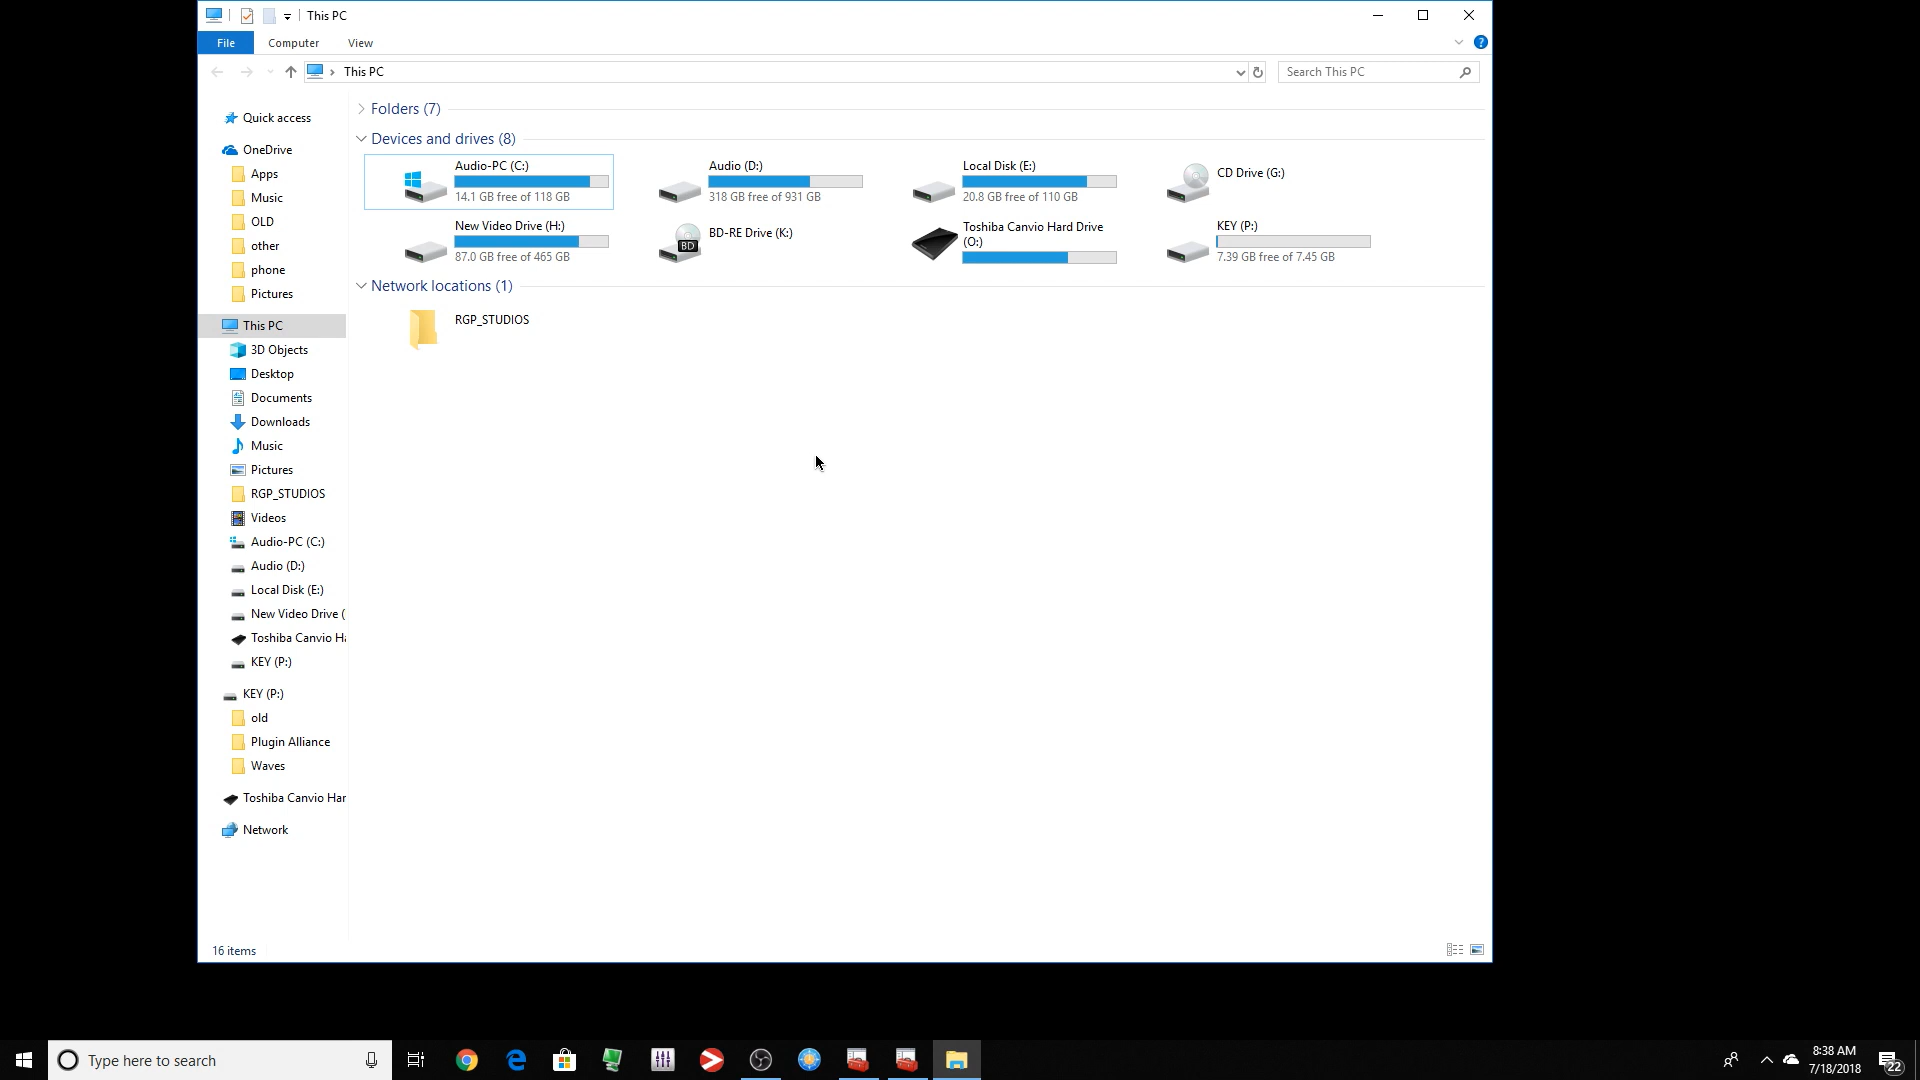 This PC
File Computer View
This PC
Search This PC
Quick access
OneDrive
Apps
Music
OLD
other
phone
Pictures
This PC
3D Objects
Desktop
Documents
Downloads
Music
Pictures
RGP_STUDIOS
Videos
Audio-PC (C:)
Audio (D:)
Local Disk (E:)
New Video Drive (
Toshiba Canvio Ha
KEY (P:)
KEY (P:)
old
Plugin Alliance
Waves
Toshiba Canvio Har
Network
Folders (7)
Devices and drives (8)
Audio-PC (C:)
14.1 GB free of 118 GB
Audio (D:)
318 GB free of 931 GB
Local Disk (E:)
20.8 GB free of 110 GB
CD Drive (G:)
New Video Drive (H:)
87.0 GB free of 465 GB
BD-RE Drive (K:)
BD
Toshiba Canvio Hard Drive
(O:)
KEY (P:)
7.39 GB free of 7.45 GB
Network locations (1)
RGP_STUDIOS
16 items
Type here to search
8:38 AM
7/18/2018
22